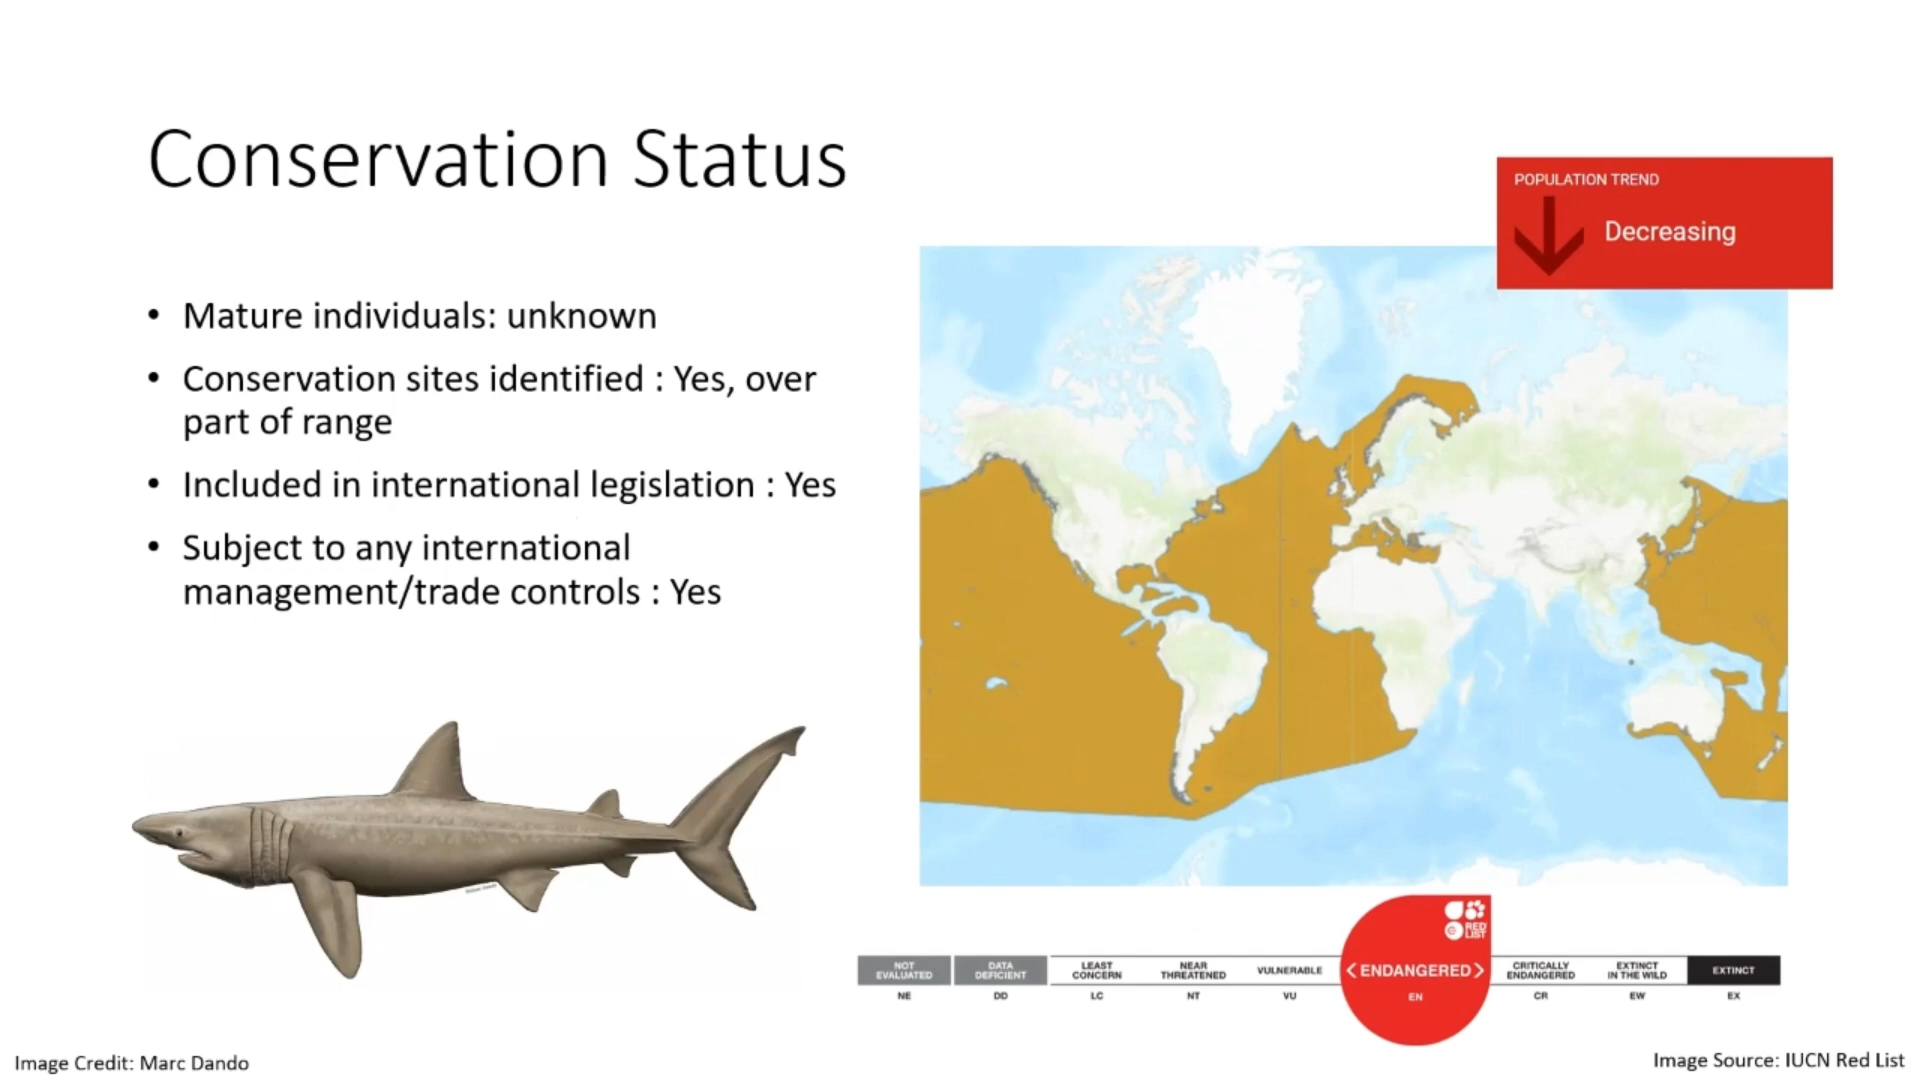 Conservation Status
POPULATION TREND
Decreasing
• Mature individuals: unknown
• Conservation sites identified : Yes, over
part of range
• Included in international legislation : Yes
• Subject to any international
management/trade controls : Yes
RED
LIST
NOT
EVALUATED
DATA
DEFICIENT
LEAST
CONCERN
NEAR
THREATENED
VULNERABLE
<ENDANGERED>
CRITICALLY
ENDANGERED
EXTINCT
IN THE WILD
EXTINCT
NE
DD
LC
NT
VU
EN
CR
EW
EX
Image Credit: Marc Dando
Image Source: IUCN Red List